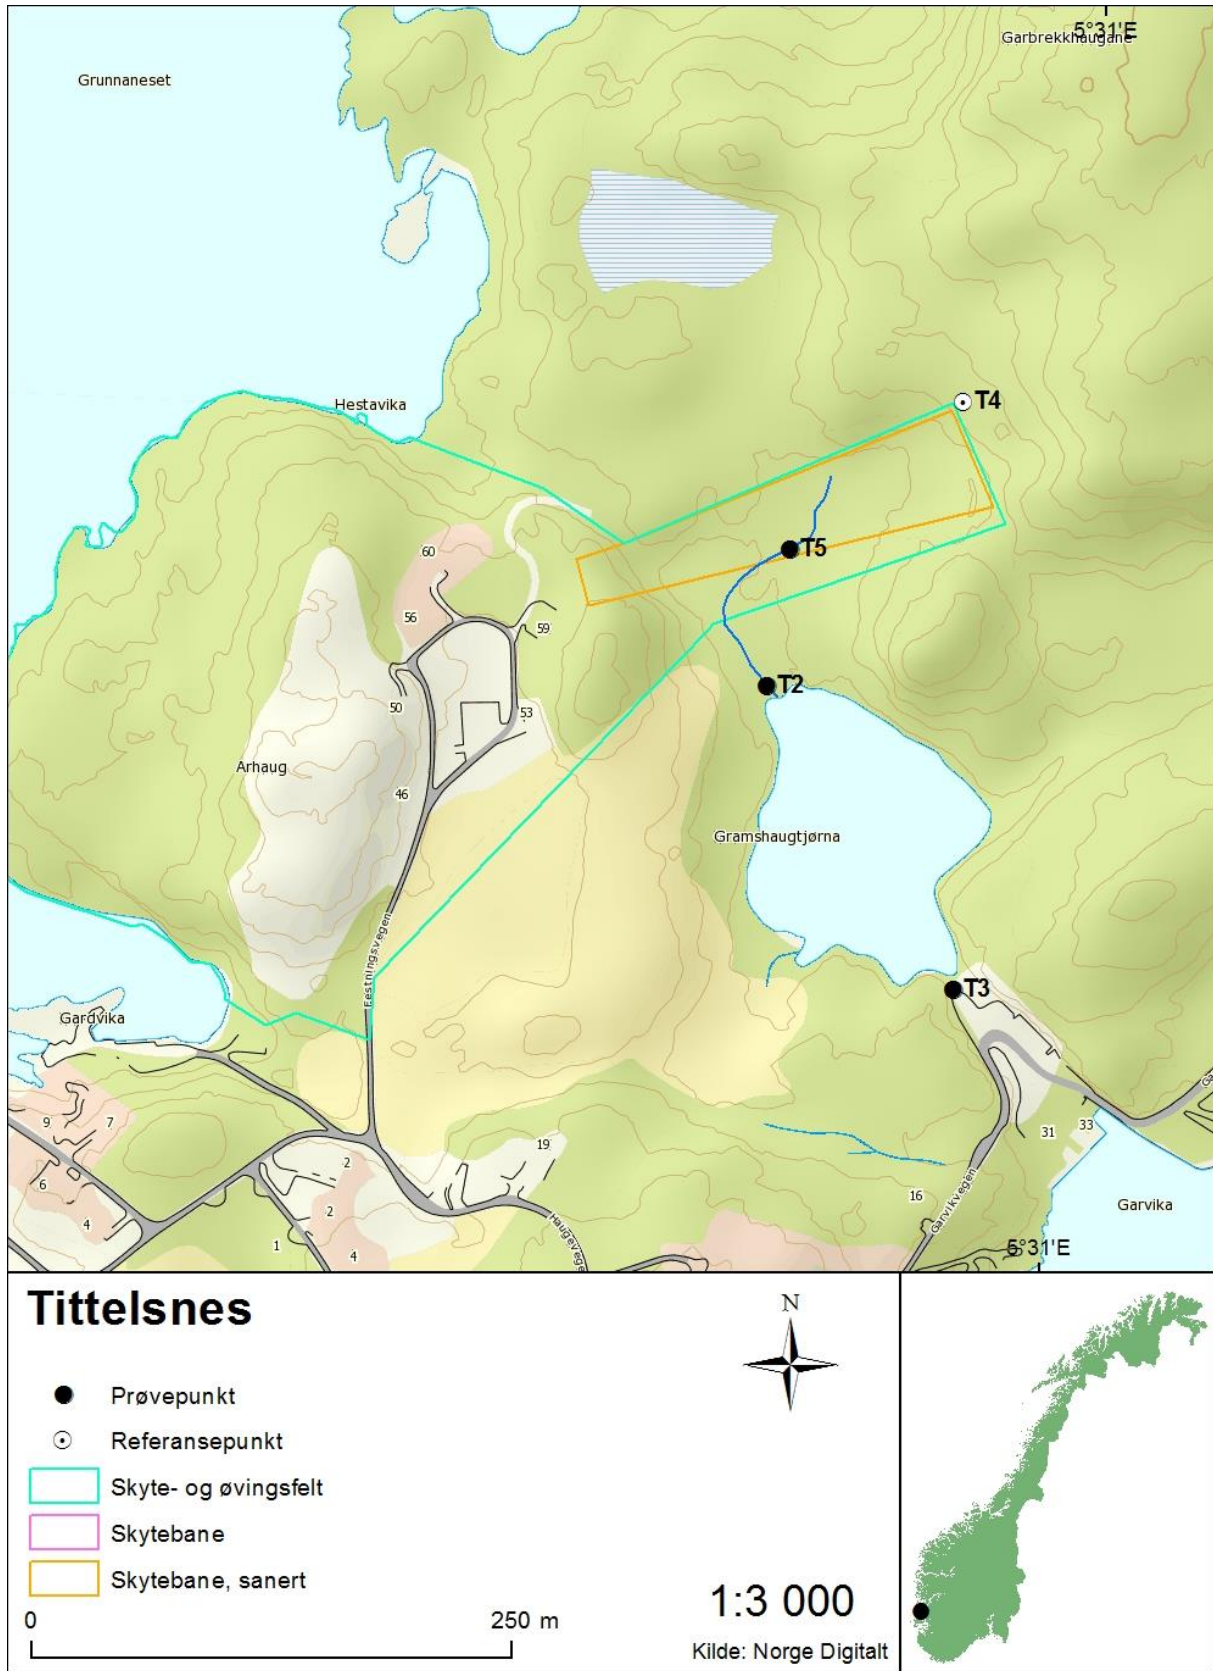 5°31'E
Garbrekkhaugane
Grunnaneset
Hestavika
T4
T5
60
56
59
T2
50
53
Arhaug
46
Gramshaugtjørna
Festningsvegen
T3
Gardvika
9
7
31
33
19
2
6
16
Garvikvegen
Garvika
4
2
1
4
Haugevege
5°31'E
Tittelsnes
N
Prøvepunkt
Referansepunkt
Skyte- og øvingsfelt
Skytebane
Skytebane, sanert
0
250 m
1:3 000
Kilde: Norge Digitalt